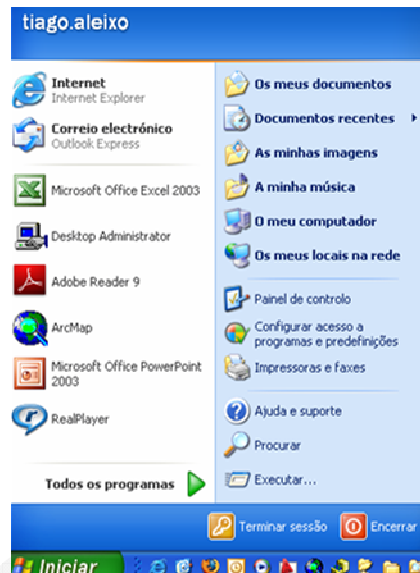 tiago.aleixo
Internet
Internet Explorer
Correio electrónico
Outlook Express
Microsoft Office Excel 2003
Desktop Administrator
Adobe Reader 9
ArcMap
Microsoft Office PowerPoint
2003
RealPlayer
Todos os programas
Os meus documentos
Documentos recentes
As minhas imagens
A minha música
O meu computador
Os meus locais na rede
Painel de controlo
Configurar acesso a
programas e predefinições
Impressoras e faxes
Ajuda e suporte
Procurar
Executar...
Terminar sessão
Encerrar
Iniciar